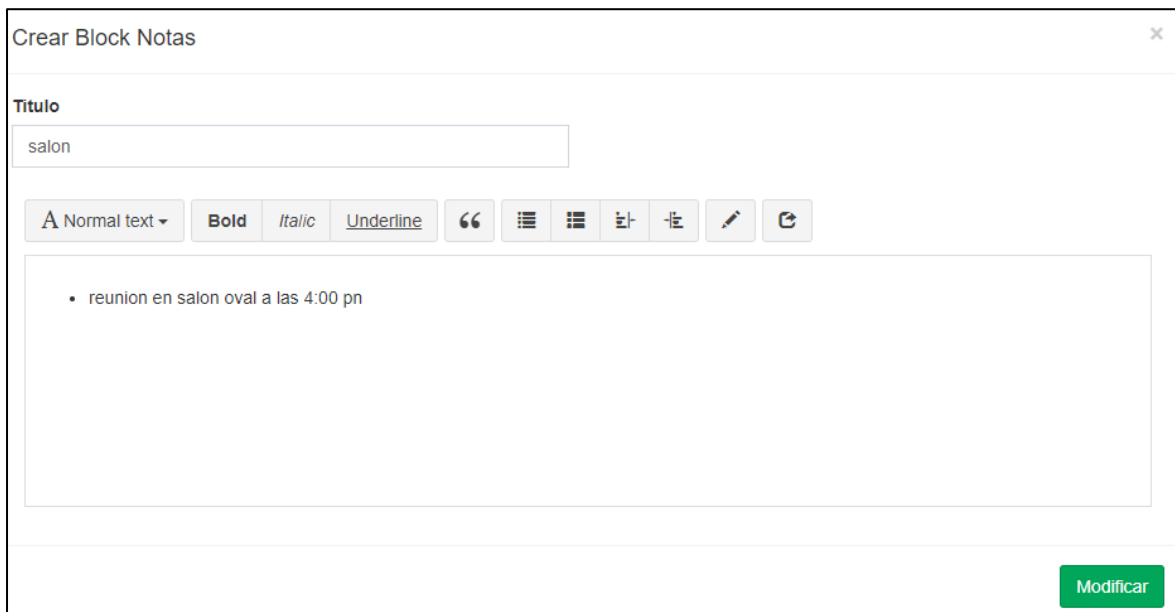 Crear Block Notas
×
Titulo
salon
A Normal text Bold Italic Underline “
• reunion en salon oval a las 4:00 pn
Modificar